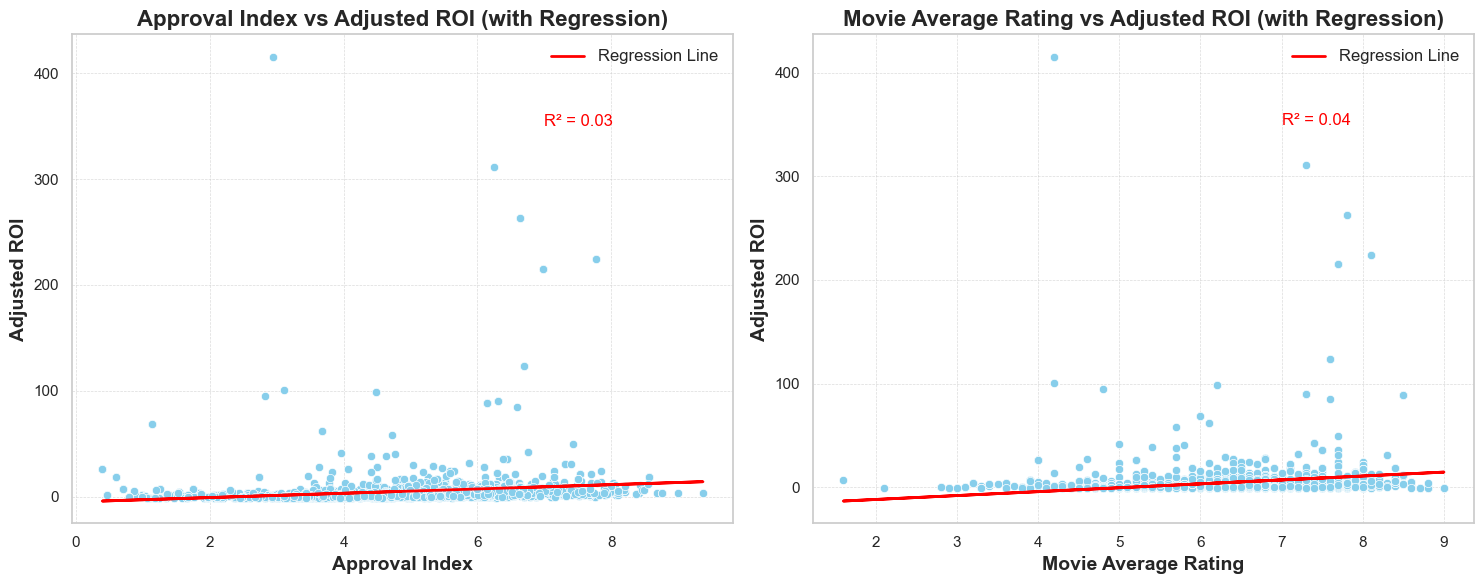 Approval Index vs Adjusted ROI (with Regression)
Regression Line
R² = 0.03
400
300
200
100
0
Adjusted ROI
0 2 4 6 8
Approval Index
Movie Average Rating vs Adjusted ROI (with Regression)
Regression Line
R² = 0.04
400
300
200
100
0
Adjusted ROI
2 3 4 5 6 7 8 9
Movie Average Rating